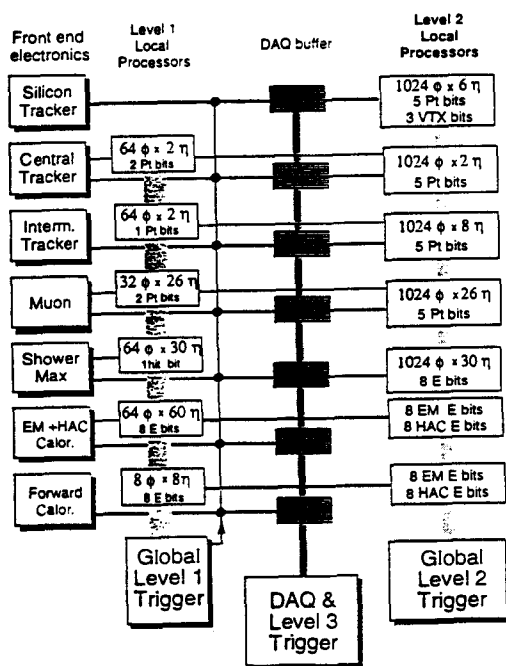 Front end
electronics
Level 1
Local
Processors
DAQ buffer
Level 2
Local
Processors
Silicon
Tracker
1024 φ x 6 η
5 Pt bits
3 VTX bits
Central
Tracker
64 φ x 2 η
2 Pt bits
1024 φ x 2 η
5 Pt bits
Interm.
Tracker
64 φ x 2 η
1 Pt bits
1024 φ x 8 η
5 Pt bits
Muon
32 φ x 26 η
2 Pt bits
1024 φ x 26 η
5 Pt bits
Shower
Max
64 φ x 30 η
1hit bit
1024 φ x 30 η
8 E bits
EM +HAC
Calor.
64 φ x 60 η
8 E bits
8 EM E bits
8 HAC E bits
Forward
Calor.
8 φ x 8η
8 E bits
8 EM E bits
8 HAC E bits
Global
Level 1
Trigger
DAQ &
Level 3
Trigger
Global
Level 2
Trigger